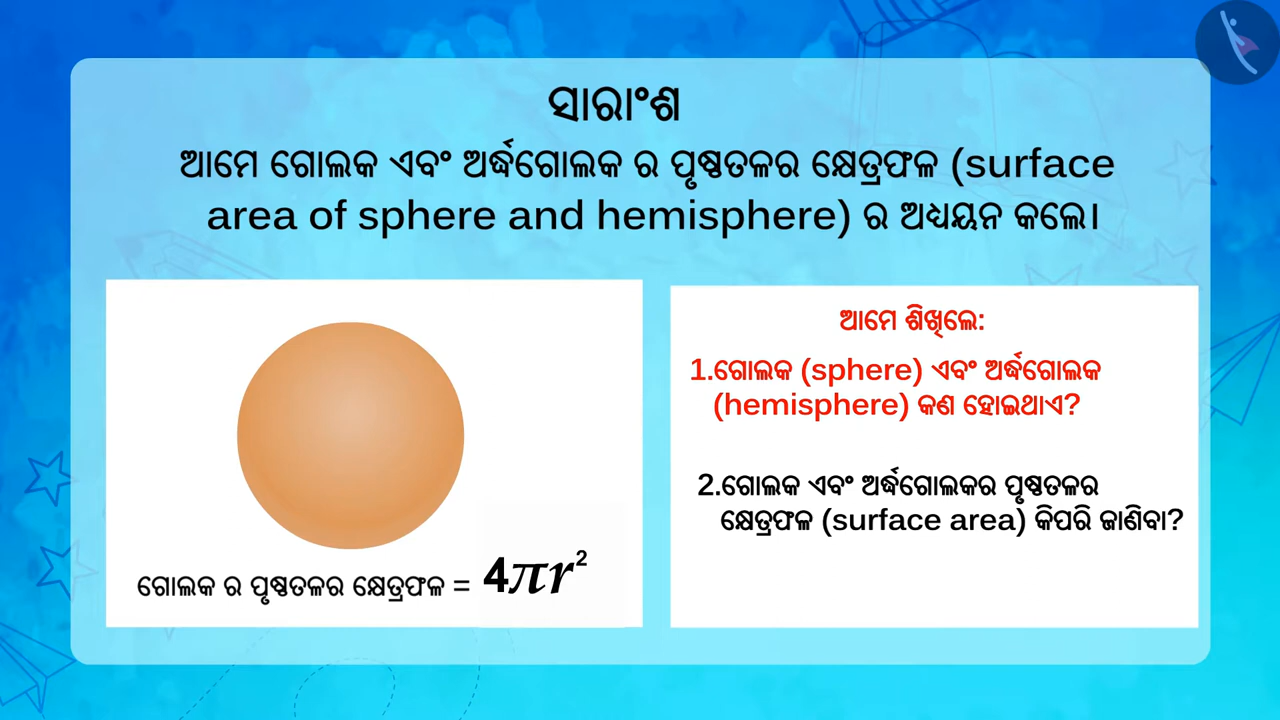 ସାରାଂଶ
ଆମେ ଗୋଲକ ଏବଂ ଅର୍ଦ୍ଧଗୋଲକ ର ପୃଷ୍ଠତଳର କ୍ଷେତ୍ରଫଳ (surface
area of sphere and hemisphere) ର ଅଧ୍ୟୟନ କଲେ।
ଗୋଲକ ର ପୃଷ୍ଠତଳର କ୍ଷେତ୍ରଫଳ = 4πr²
ଆମେ ଶିଖିଲେ:
1.ଗୋଲକ (sphere) ଏବଂ ଅର୍ଦ୍ଧଗୋଲକ
(hemisphere) କଣ ହୋଇଥାଏ?
2.ଗୋଲକ ଏବଂ ଅର୍ଦ୍ଧଗୋଲକର ପୃଷ୍ଠତଳର
କ୍ଷେତ୍ରଫଳ (surface area) କିପରି ଜାଣିବା?